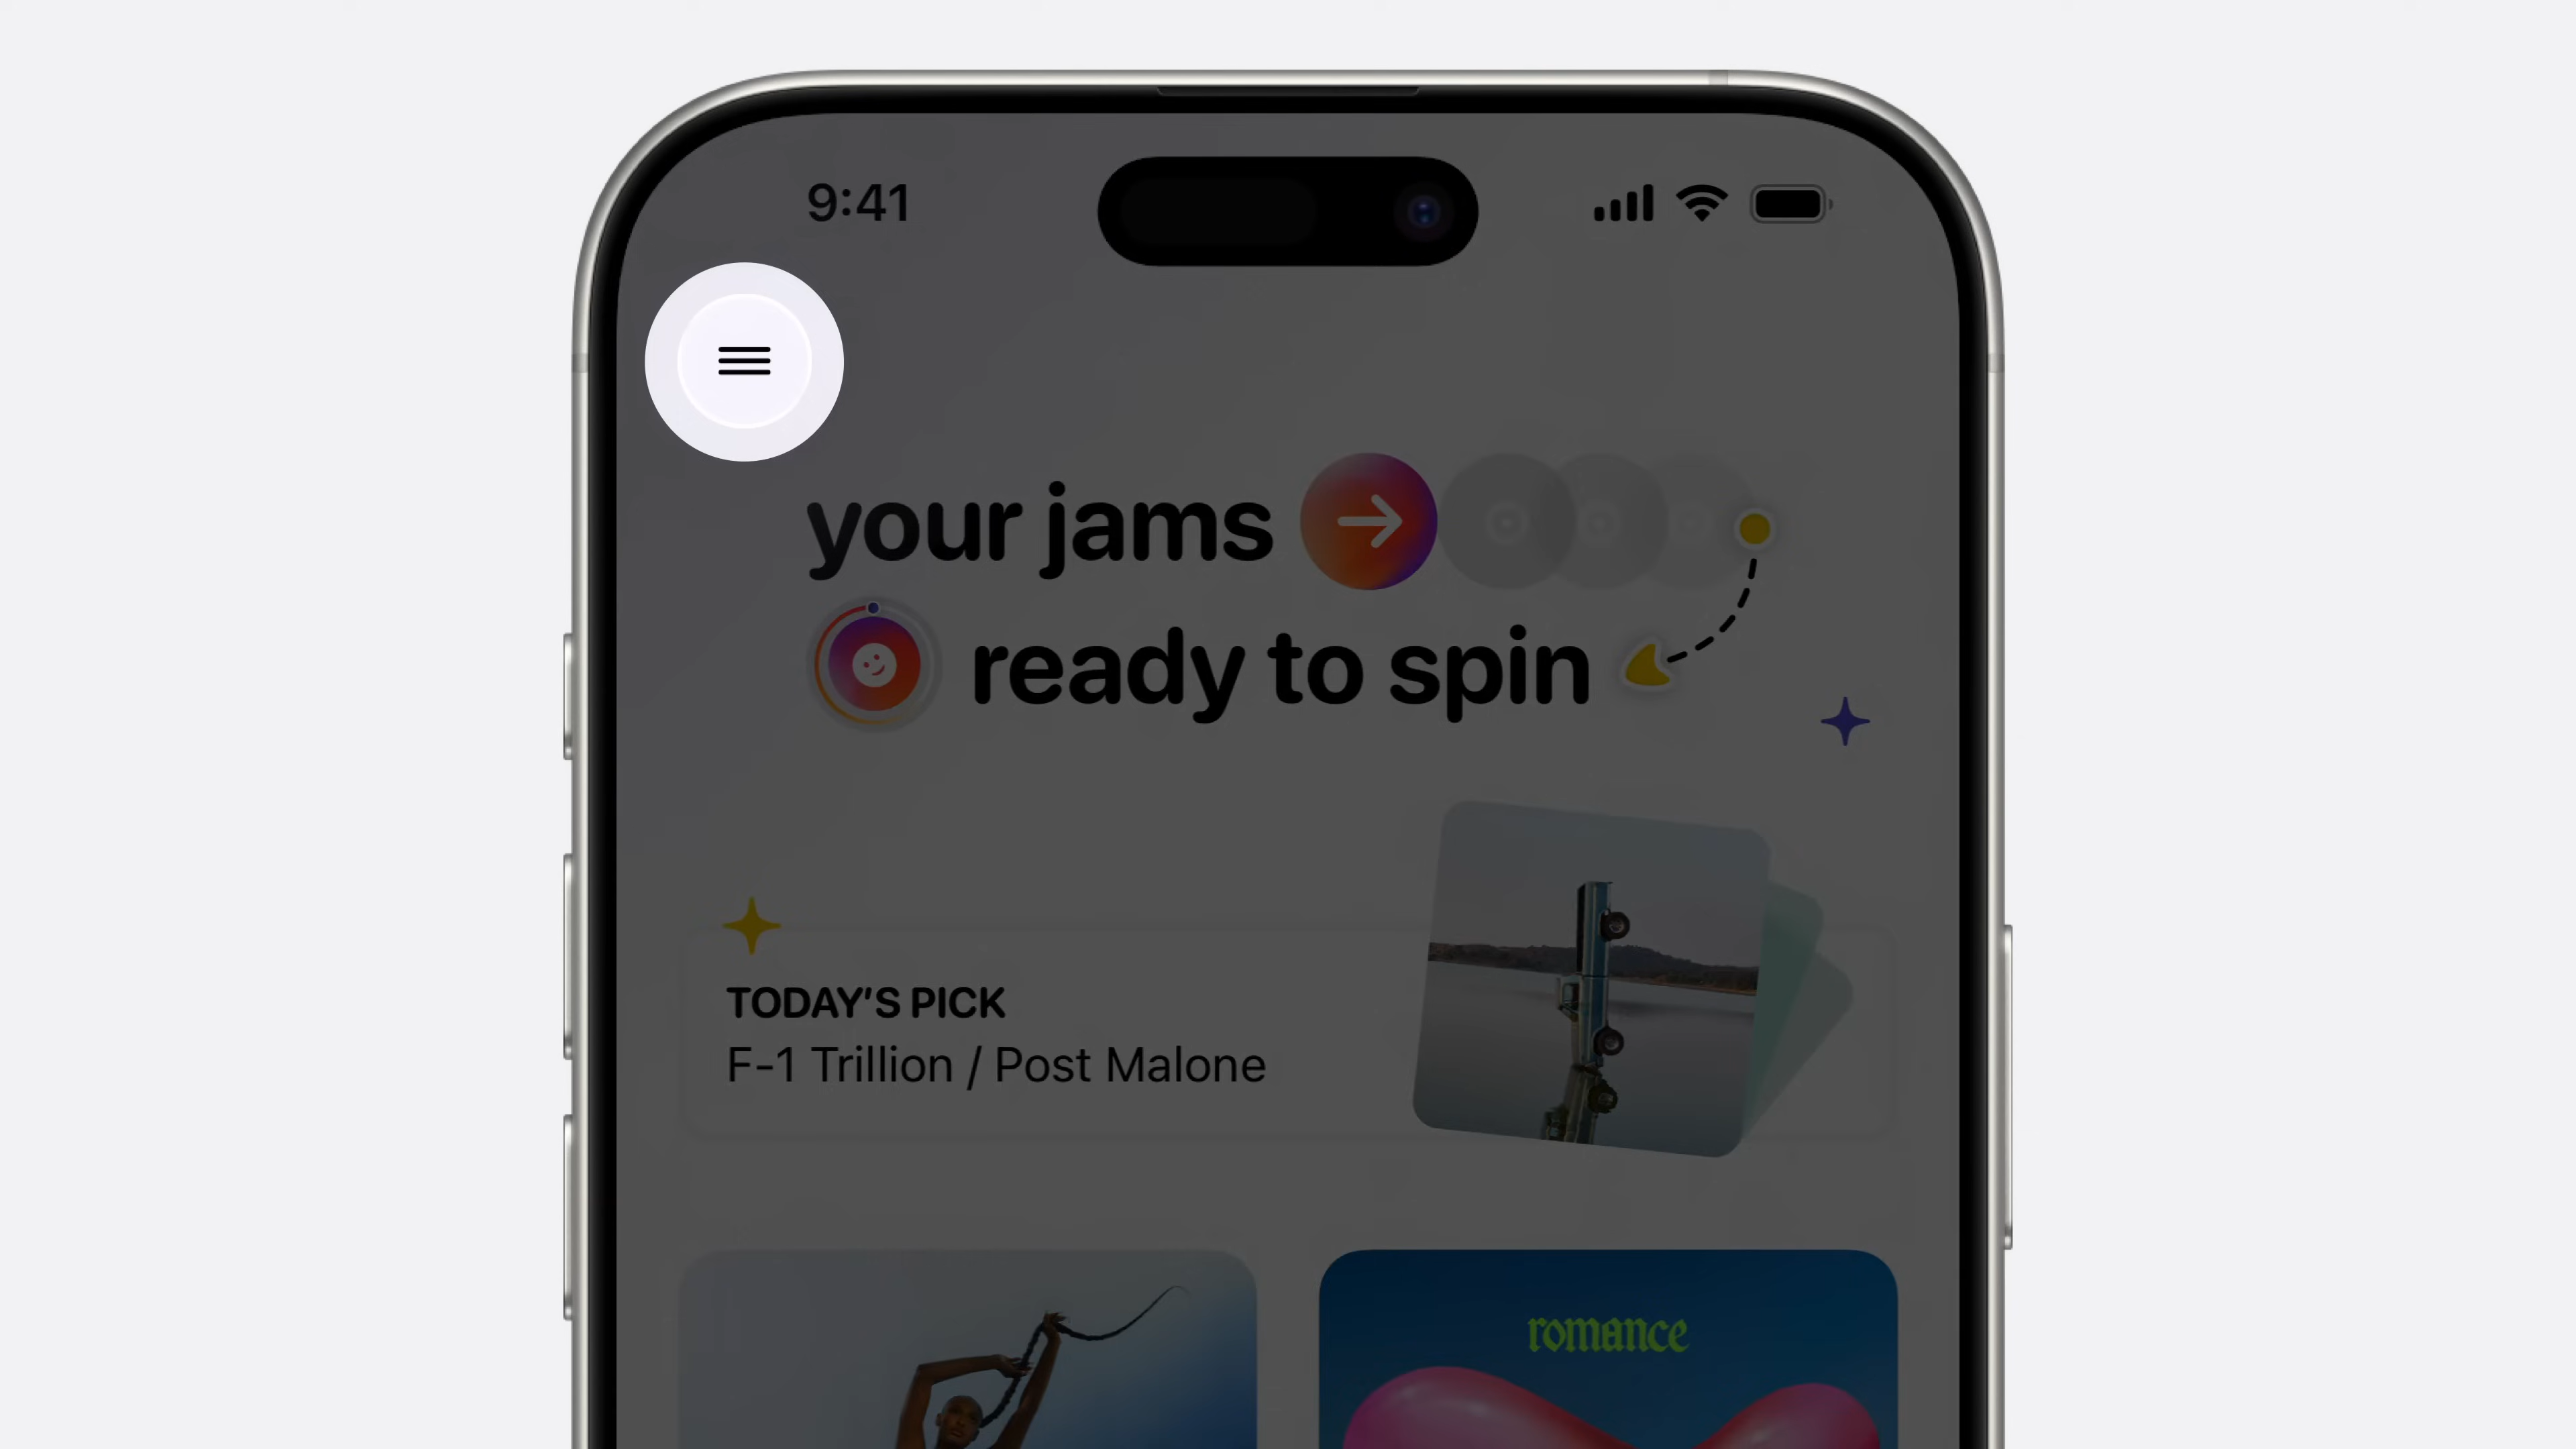 9:41
your jams
ready to spin
TODAY'S PICK
F-1 Trillion / Post Malone
romance